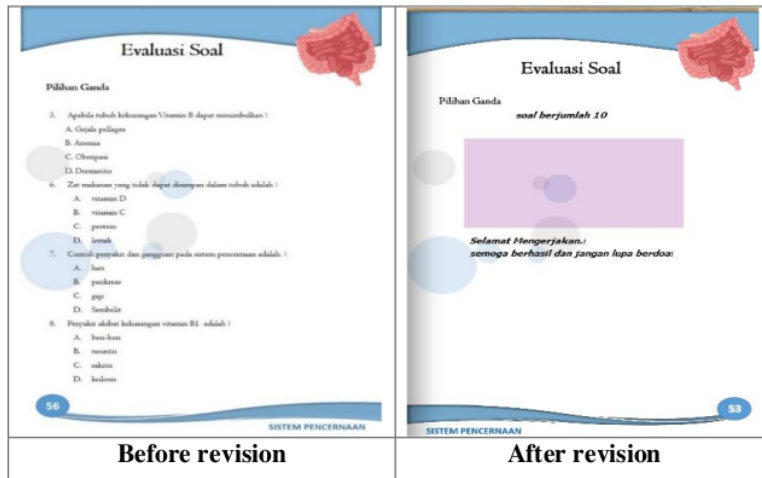 Evaluasi Soal
Pilihan Ganda
5. Apabila tubuh kekurangan Vitamin B dapat menimbulkan ?
A. Gejala pellagra
B. Anemia
C. Obstipasi
D. Dermatitis
6. Zat makanan yang tidak dapat disimpan dalam tubuh adalah ?
A. vitamin D
B. vitamin C
C. protein
D. lemak
7. Contoh penyakit dan gangguan pada sistem pencernaan adalah. ?
A. hati
B. pankreas
C. gigi
D. Sembelit
8. Penyakit akibat kekurangan vitamin B1 adalah ?
A. beri-beri
B. neuritis
C. rakitis
D.
56
SISTEM PENCERNAAN
Before revision
Evaluasi Soal
Pilihan Ganda
soal berjumlah 10
Selamat Mengerjakan.!
semoga berhasil dan jangan lupa berdoa!
53
SISTEM PENCERNAAN
After revision